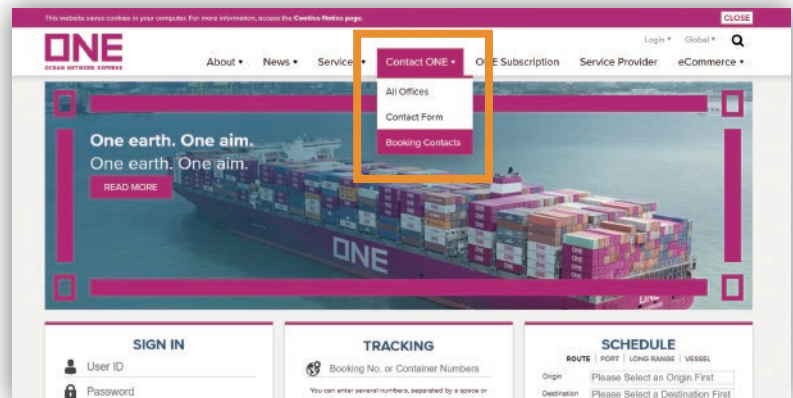 This website saves cookies in your computer. For more information, access the Cookies Notice page.
CLOSE
ONE
OCEAN NETWORK EXPRESS
Login ▾ Global ▾
About ▾ News ▾ Service ▾ Contact ONE ▾ ONE Subscription Service Provider eCommerce ▾
All Offices
Contact Form
Booking Contacts
One earth. One aim.
One earth. One aim.
READ MORE
ONE
SIGN IN
User ID
Password
TRACKING
Booking No. or Container Numbers
You can enter several numbers, separated by a space or
SCHEDULE
ROUTE | PORT | LONG RANGE | VESSEL
Origin Please Select an Origin First
Destination Please Select a Destination First